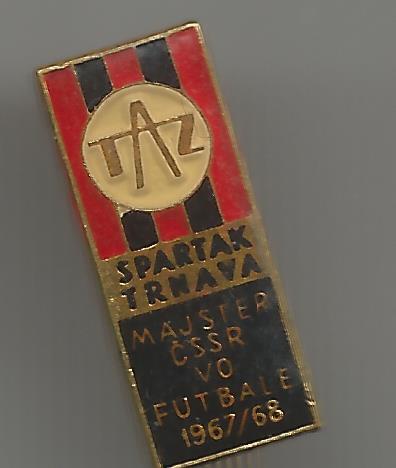 TAZ
SPARTAK
TRNAVA
MAJSTER
ČSSR
VO
FUTBALE
1967/68